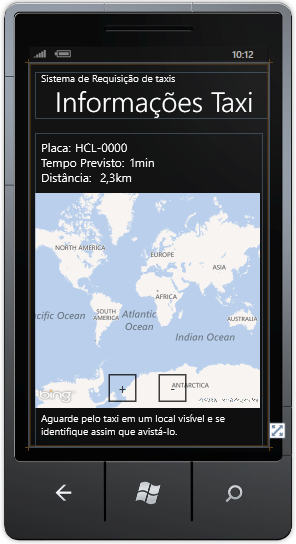 10:12
Sistema de Requisição de taxis
Informações Taxi
Placa: HCL-0000
Tempo Previsto: 1min
Distância: 2,3km
NORTH AMERICA
EUROPE
ASIA
AFRICA
acific Ocean
SOUTH
AMERICA
Atlantic
Ocean
AUSTRALIA
Indian Ocean
ANTARCTICA
+
-
bing
Aguarde pelo taxi em um local visível e se
identifique assim que avistá-lo.